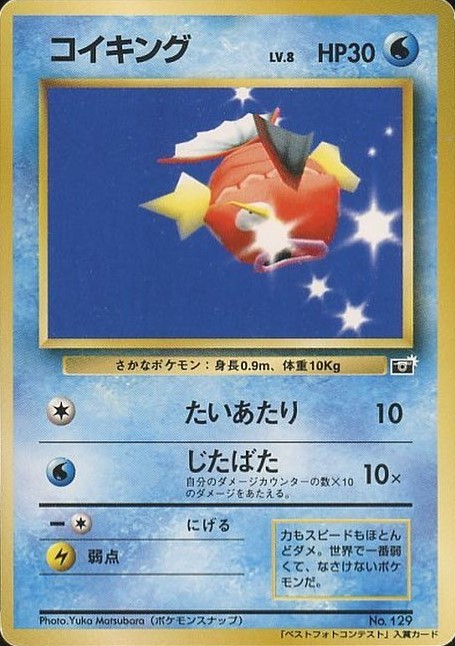 コイキング LV.8 HP30
さかなポケモン：身長0.9m、体重10Kg
たいあたり 10
じたばた 10×
自分のダメージカウンターの数×10
のダメージをあたえる。
にげる
弱点
力もスピードもほとん
どダメ。世界で一番弱
くて、なさけないポケ
モンだ。
Photo.Yuka Matsubara（ポケモンスナップ） No.129
「ベストフォトコンテスト」入賞カード